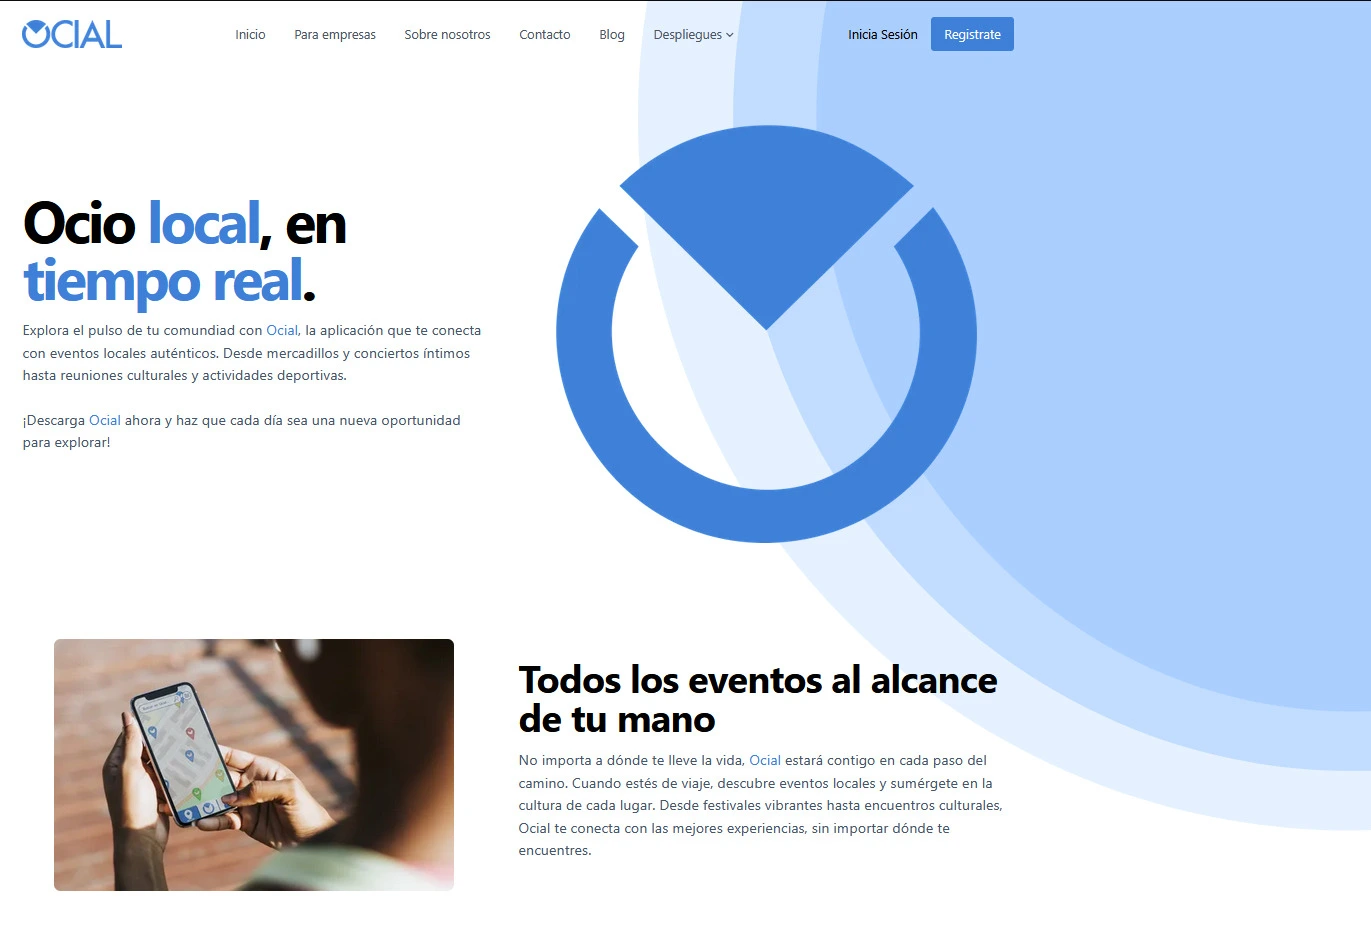 OCIAL
Inicio
Para empresas
Sobre nosotros
Contacto
Blog
Despliegues
Inicia Sesión
Registrate
Ocio local, en
tiempo real.
Explora el pulso de tu comundiad con Ocial, la aplicación que te conecta
con eventos locales auténticos. Desde mercadillos y conciertos íntimos
hasta reuniones culturales y actividades deportivas.
¡Descarga Ocial ahora y haz que cada día sea una nueva oportunidad
para explorar!
Todos los eventos al alcance
de tu mano
No importa a dónde te lleve la vida, Ocial estará contigo en cada paso del
camino. Cuando estés de viaje, descubre eventos locales y sumérgete en la
cultura de cada lugar. Desde festivales vibrantes hasta encuentros culturales,
Ocial te conecta con las mejores experiencias, sin importar dónde te
encuentres.